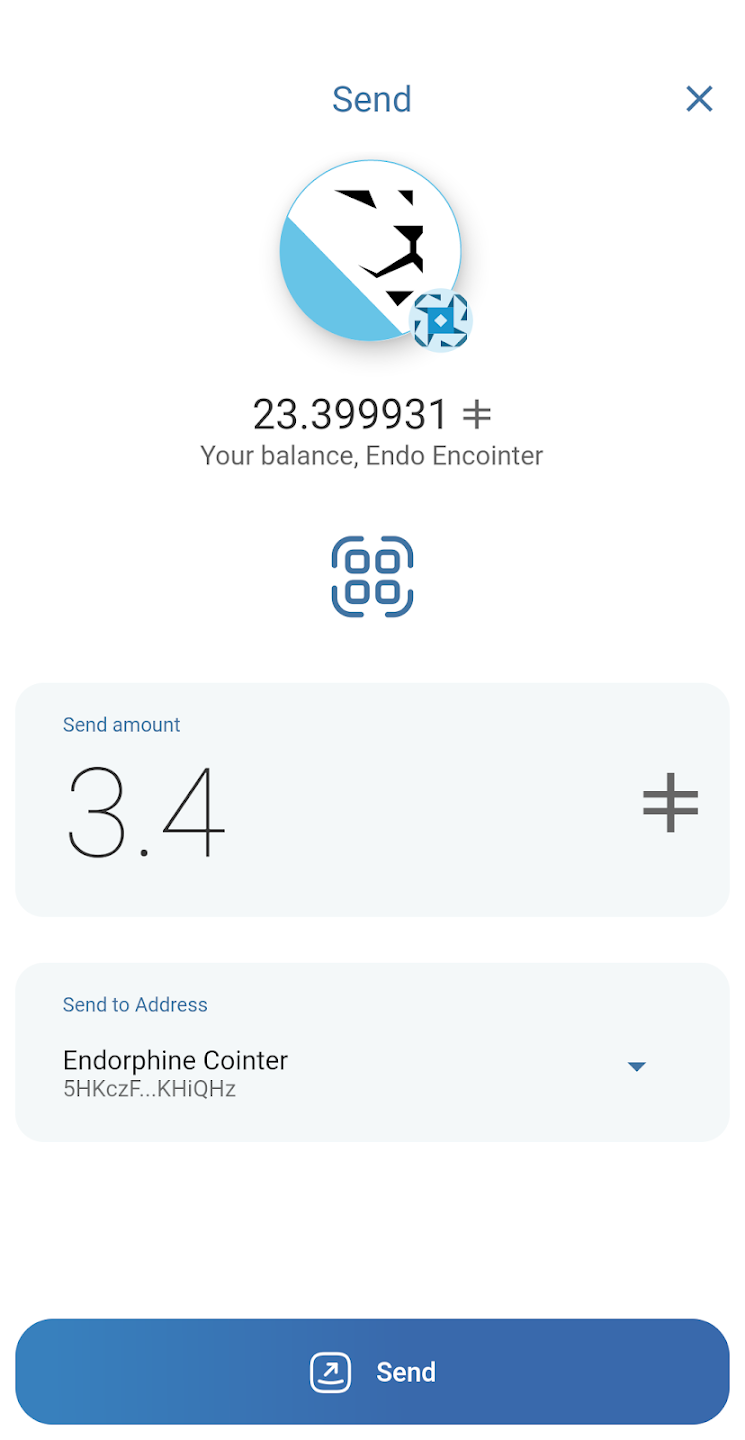 Send
23.399931 ␐
Your balance, Endo Encointer
Send amount
3.4 ␐
Send to Address
Endorphine Cointer
5HKczF...KHiQHz
Send